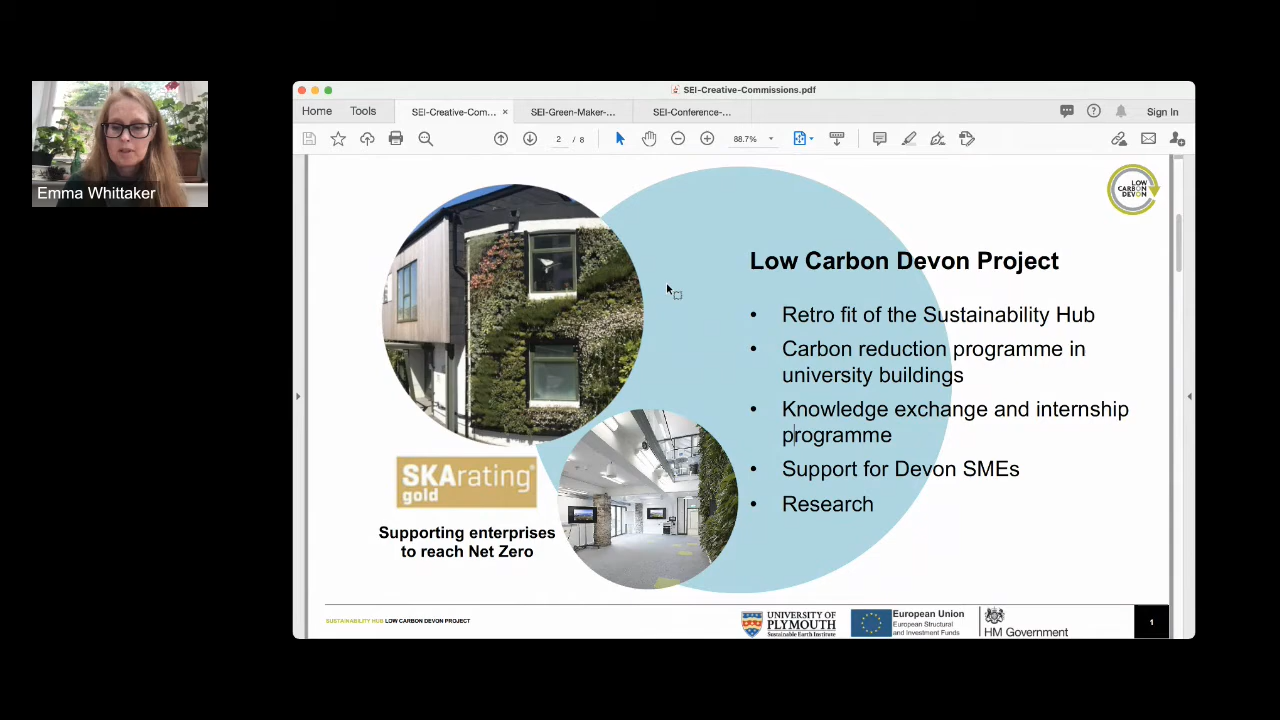 Emma Whittaker
SEI-Creative-Commissions.pdf
Home
Tools
SEI-Creative-Com...
SEI-Green-Maker-...
SEI-Conference-...
Sign In
2 / 8
88.7%
LOW
CARBON
DEVON
Low Carbon Devon Project
• Retro fit of the Sustainability Hub
• Carbon reduction programme in
university buildings
• Knowledge exchange and internship
programme
• Support for Devon SMEs
• Research
SKArating
gold
Supporting enterprises
to reach Net Zero
SUSTAINABILITY HUB LOW CARBON DEVON PROJECT
UNIVERSITY OF
PLYMOUTH
Sustainable Earth Institute
European Union
European Structural
and Investment Funds
HM Government
1